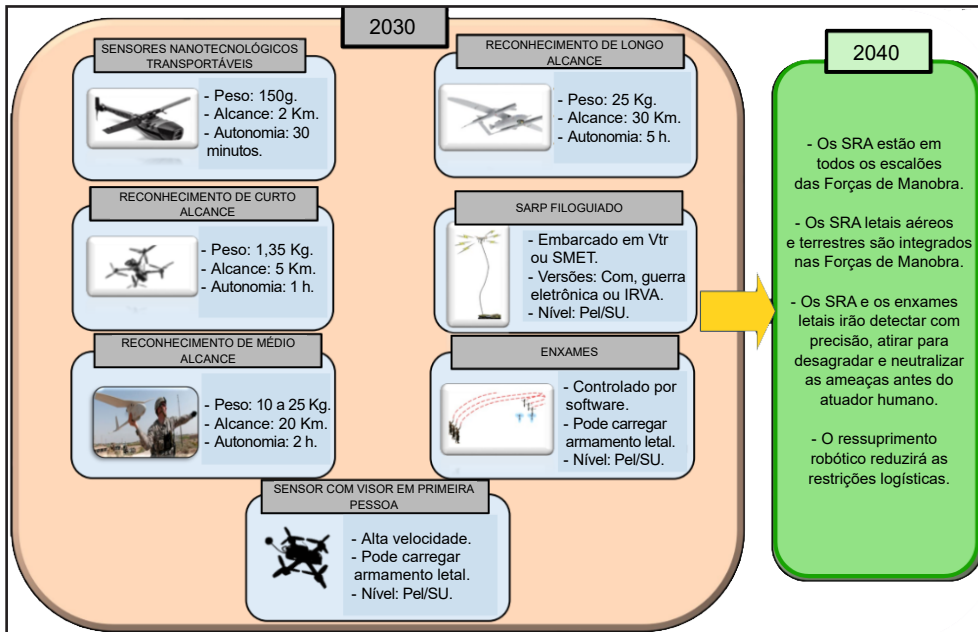 2030
SENSORES NANOTECNOLÓGICOS
TRANSPORTÁVEIS
- Peso: 150g.
- Alcance: 2 Km.
- Autonomia: 30
minutos.
RECONHECIMENTO DE LONGO
ALCANCE
- Peso: 25 Kg.
- Alcance: 30 Km.
- Autonomia: 5 h.
RECONHECIMENTO DE CURTO
ALCANCE
- Peso: 1,35 Kg.
- Alcance: 5 Km.
- Autonomia: 1 h.
SARP FILOGUIADO
- Embarcado em Vtr
ou SMET.
- Versões: Com, guerra
eletrônica ou IRVA.
- Nível: Pel/SU.
RECONHECIMENTO DE MÉDIO
ALCANCE
- Peso: 10 a 25 Kg.
- Alcance: 20 Km.
- Autonomia: 2 h.
ENXAMES
- Controlado por
software.
- Pode carregar
armamento letal.
- Nível: Pel/SU.
SENSOR COM VISOR EM PRIMEIRA
PESSOA
- Alta velocidade.
- Pode carregar
armamento letal.
- Nível: Pel/SU.
2040
- Os SRA estão em
todos os escalões
das Forças de Manobra.
- Os SRA letais aéreos
e terrestres são integrados
nas Forças de Manobra.
- Os SRA e os enxames
letais irão detectar com
precisão, atirar para
desagradar e neutralizar
as ameaças antes do
atuador humano.
- O ressuprimento
robótico reduzirá as
restrições logísticas.